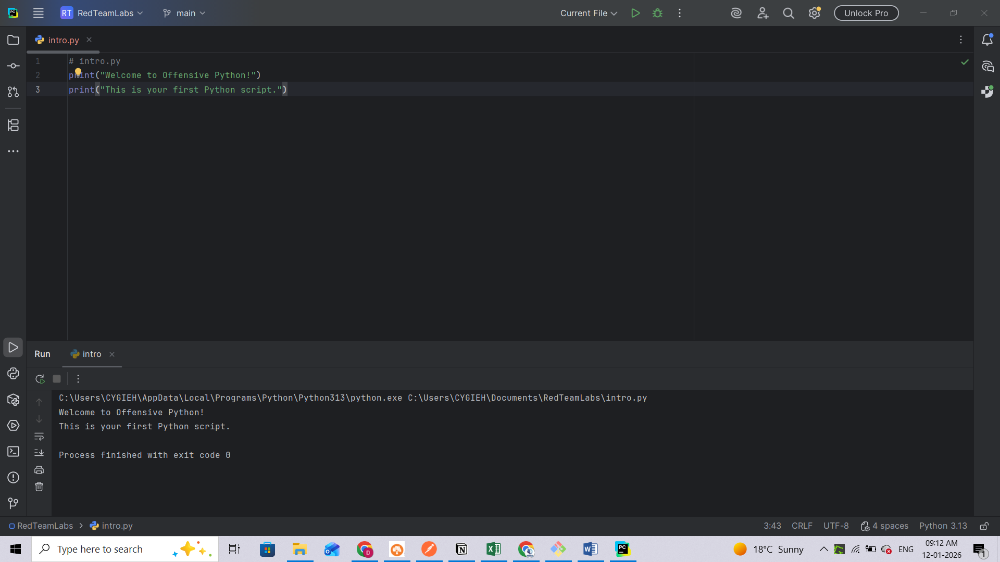 RT RedTeamLabs main Current File Unlock Pro
intro.py
1 # intro.py
2 print("Welcome to Offensive Python!")
3 print("This is your first Python script.")
Run intro
C:\Users\CYGIEH\AppData\Local\Programs\Python\Python313\python.exe C:\Users\CYGIEH\Documents\RedTeamLabs\intro.py
Welcome to Offensive Python!
This is your first Python script.
Process finished with exit code 0
RedTeamLabs intro.py 3:43 CRLF UTF-8 4 spaces Python 3.13
Type here to search 18°C Sunny ENG 09:12 AM
12-01-2026 1